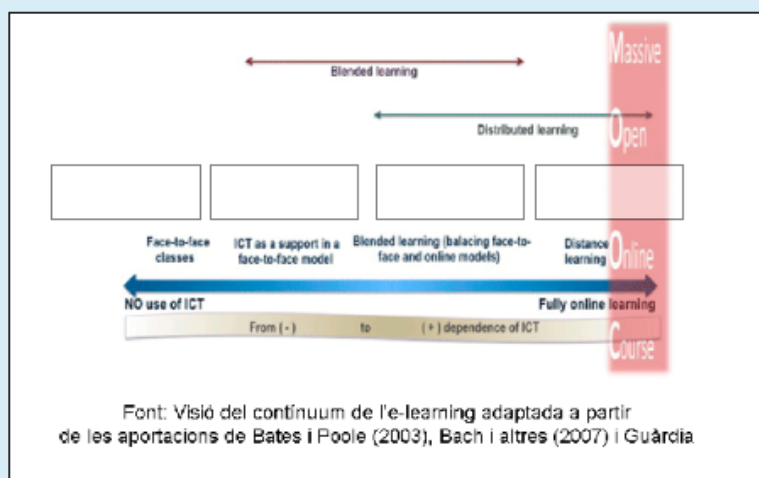 Massive
Blended learning
Distributed learning
Open
Face-to-face classes
ICT as a support in a face-to-face model
Blended learning (balacing face-to-face and online models)
Distance learning
Online
NO use of ICT
Fully online learning
From ( - ) to ( + ) dependence of ICT
Course
Font: Visió del contínuum de l'e-learning adaptada a partir
de les aportacions de Bates i Poole (2003), Bach i altres (2007) i Guàrdia